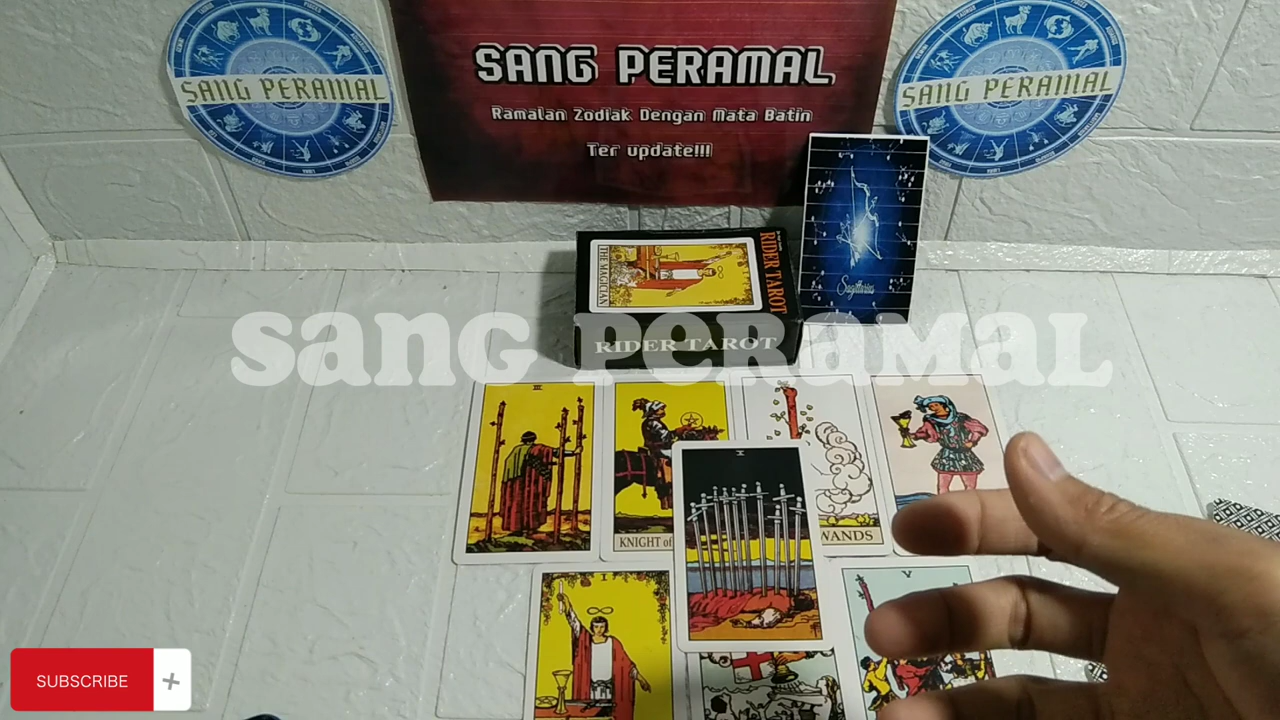 SANG PERAMAL
SANG PERAMAL
Ramalan Zodiak Dengan Mata Batin
Ter update!!!
SANG PERAMAL
Sagittarius
THE MAGICIAN
RIDER TAROT
RIDER TAROT
SANG PERAMAL
III
KNIGHT of
WANDS
X
I
V
SUBSCRIBE +